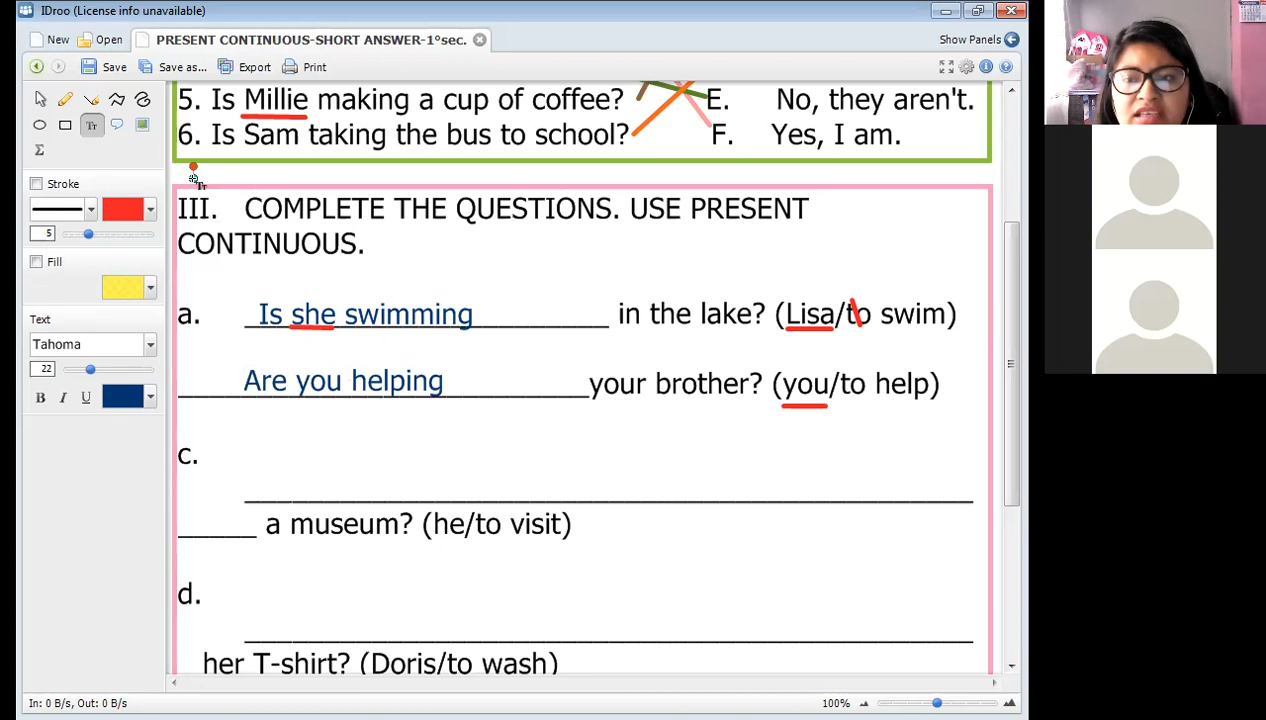 IDroo (License info unavailable)
New Open PRESENT CONTINUOUS-SHORT ANSWER-1°sec. Show Panels
Save Save as... Export Print
Tr
Stroke
5
Fill
Text
Tahoma
22
B I U
5. Is Millie making a cup of coffee? E. No, they aren't.
6. Is Sam taking the bus to school? F. Yes, I am.
III. COMPLETE THE QUESTIONS. USE PRESENT
CONTINUOUS.
a. Is she swimming in the lake? (Lisa/to swim)
Are you helping your brother? (you/to help)
c.
a museum? (he/to visit)
d.
her T-shirt? (Doris/to wash)
In: 0 B/s, Out: 0 B/s 100%